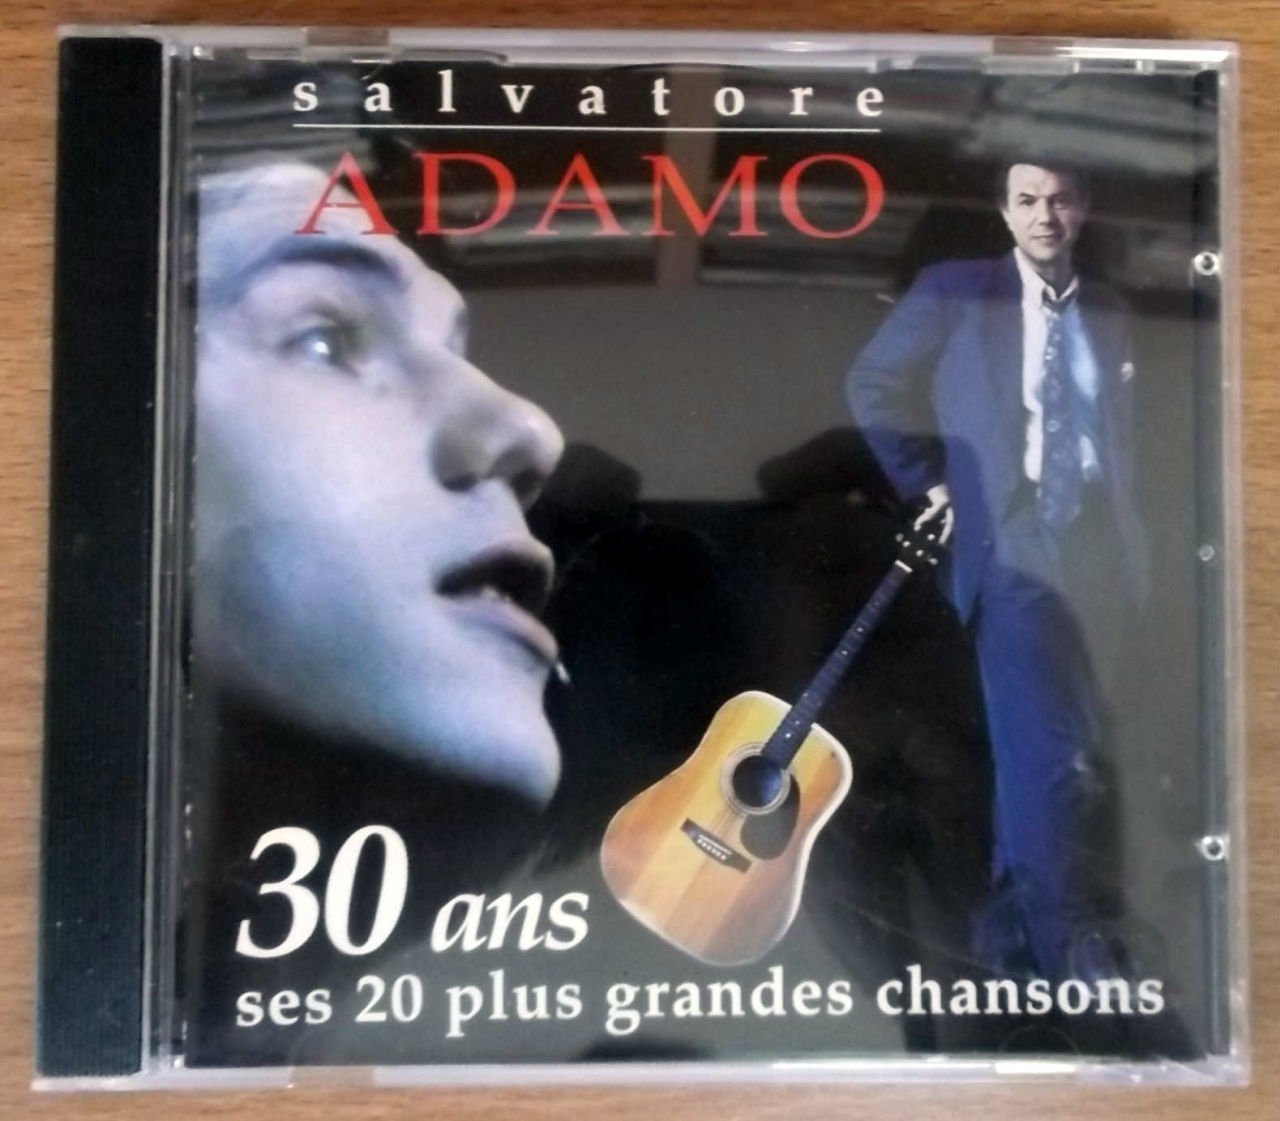 salvatore
ADAMO
30 ans
ses 20 plus grandes chansons